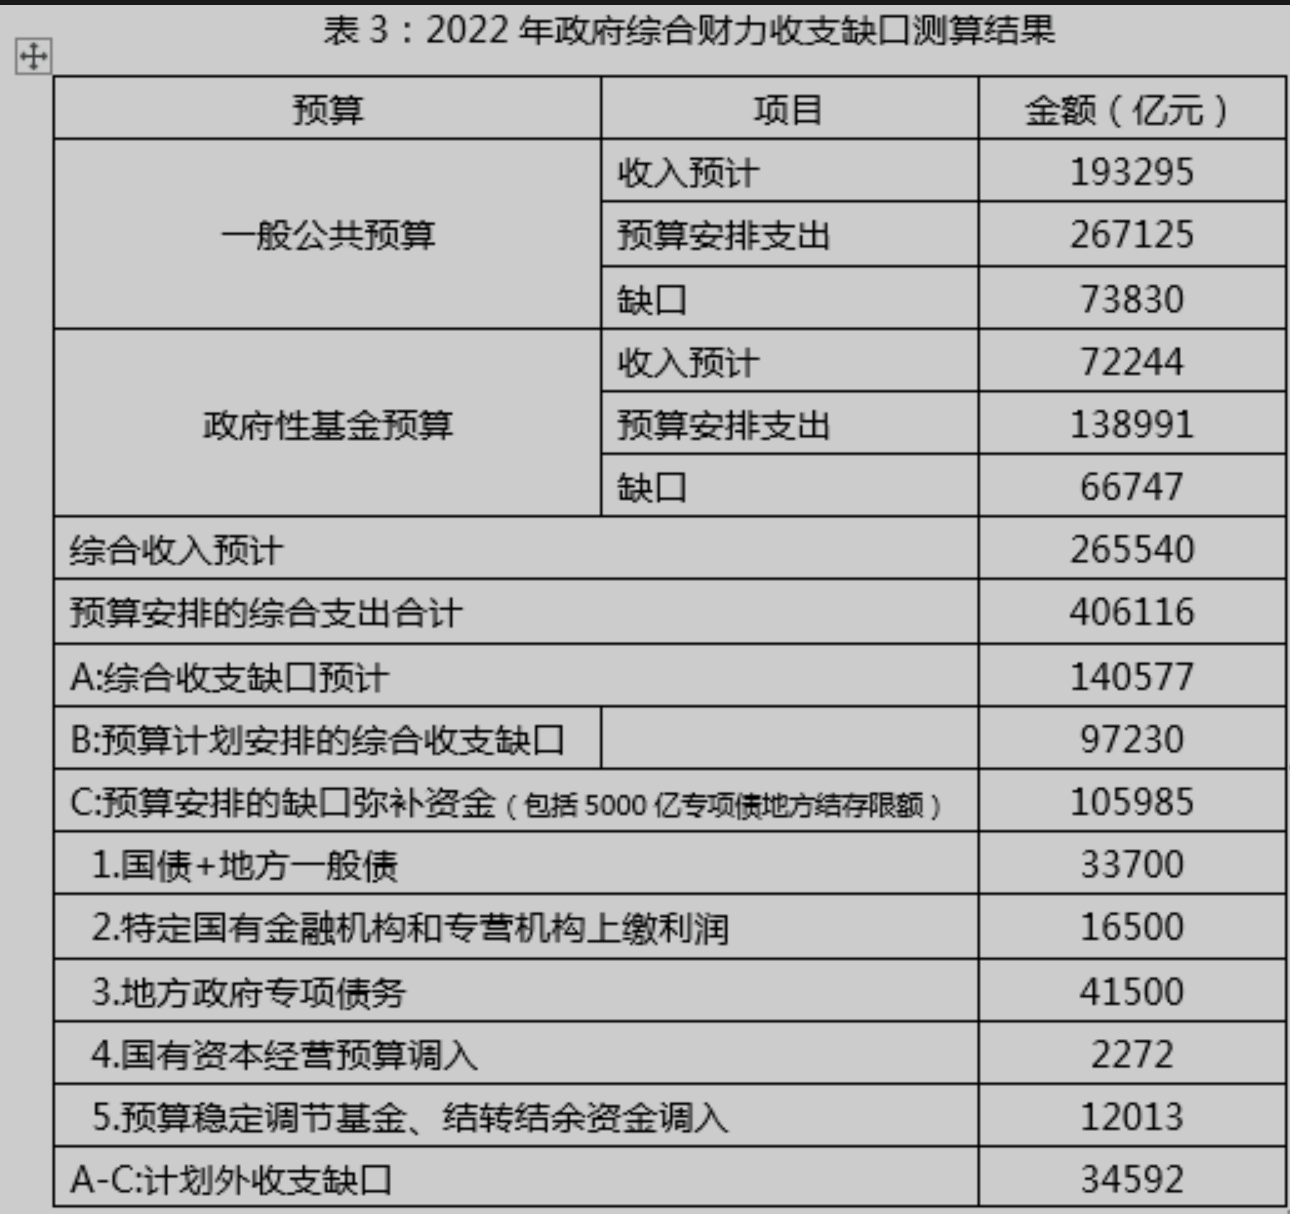 表 3：2022 年政府综合财力收支缺口测算结果
预算 项目 金额（亿元）
一般公共预算 收入预计 193295
预算安排支出 267125
缺口 73830
政府性基金预算 收入预计 72244
预算安排支出 138991
缺口 66747
综合收入预计 265540
预算安排的综合支出合计 406116
A:综合收支缺口预计 140577
B:预算计划安排的综合收支缺口 97230
C:预算安排的缺口弥补资金（包括 5000 亿专项债地方结存限额） 105985
1.国债+地方一般债 33700
2.特定国有金融机构和专营机构上缴利润 16500
3.地方政府专项债务 41500
4.国有资本经营预算调入 2272
5.预算稳定调节基金、结转结余资金调入 12013
A-C:计划外收支缺口 34592